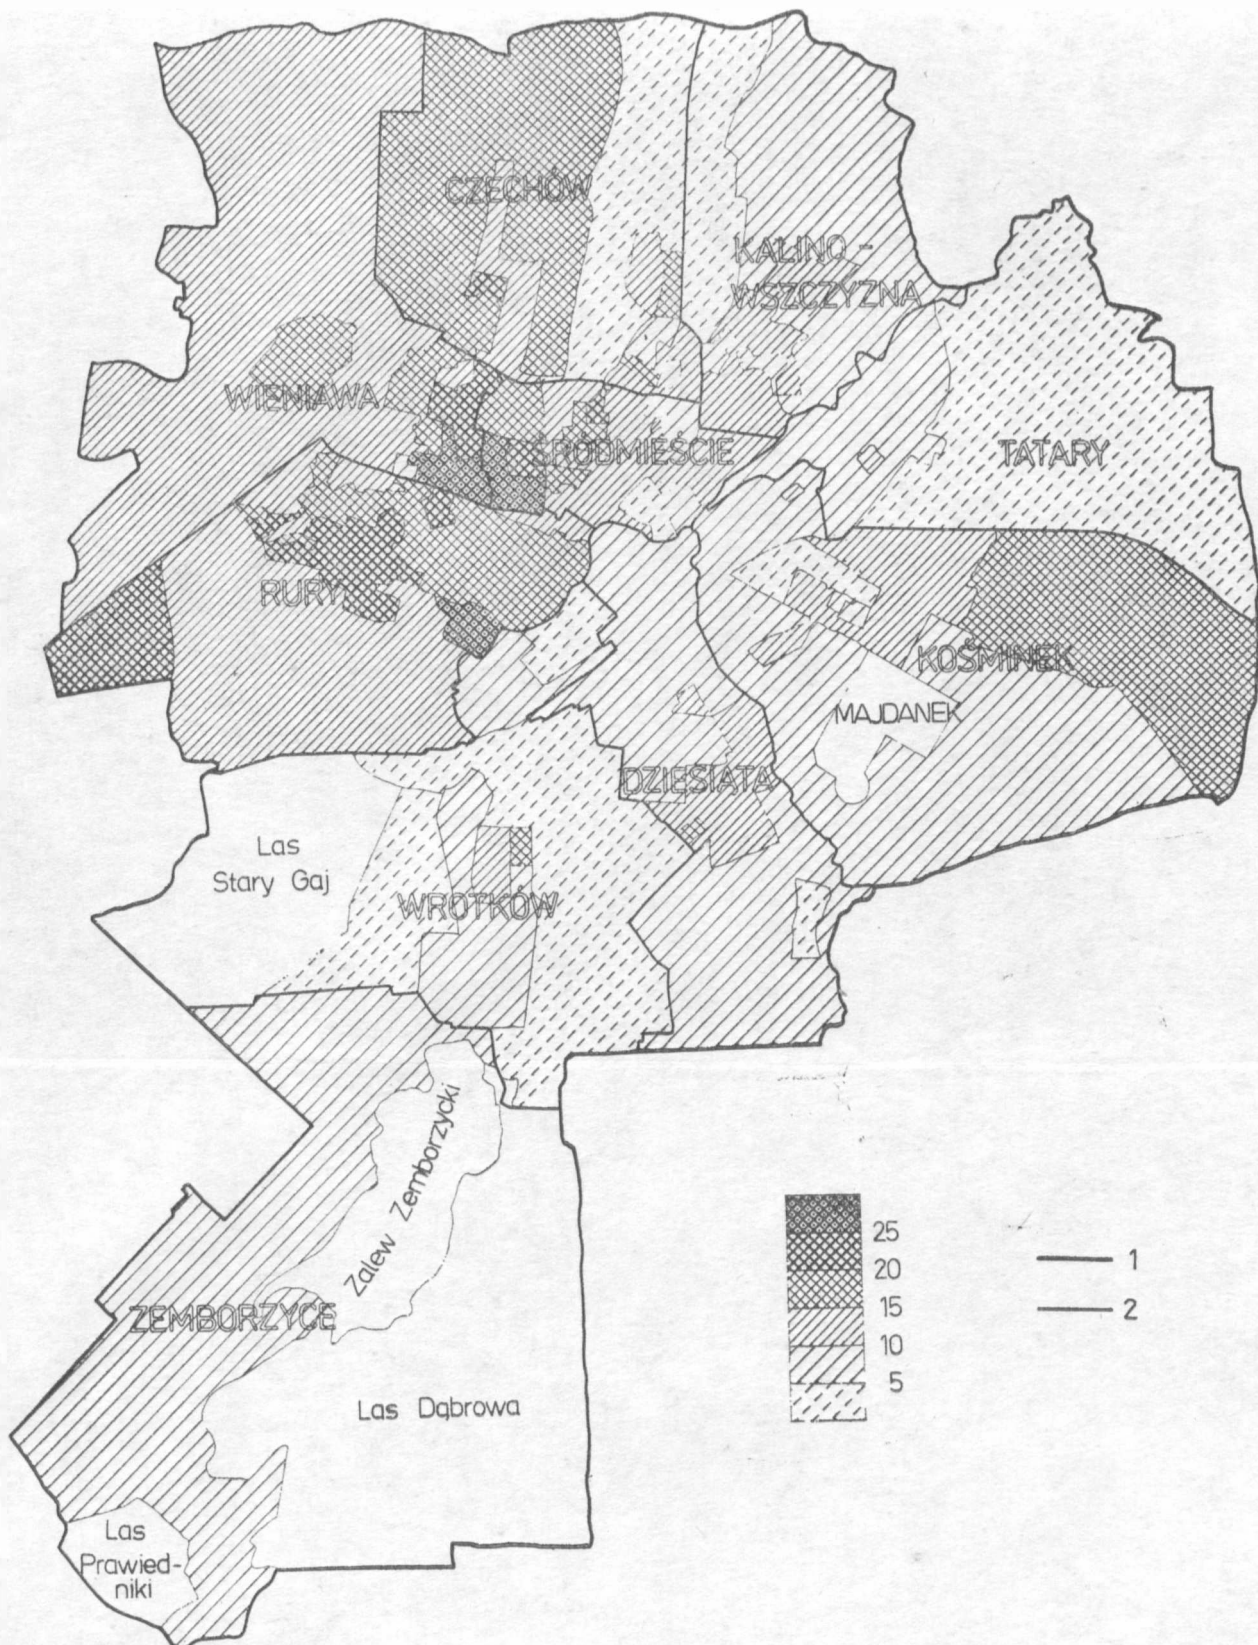 CZECHÓW
KALINO-
WSZCZYZNA
WIENIAWA
ŚRÓDMIEŚCIE
TATARY
RURY
KOŚMINEK
MAJDANEK
DZIESIĄTA
Las
Stary Gaj
WROTKÓW
Zalew Zemborzycki
25
20
15
10
5
1
2
ZEMBORZYCE
Las Dąbrowa
Las
Prawied-
niki